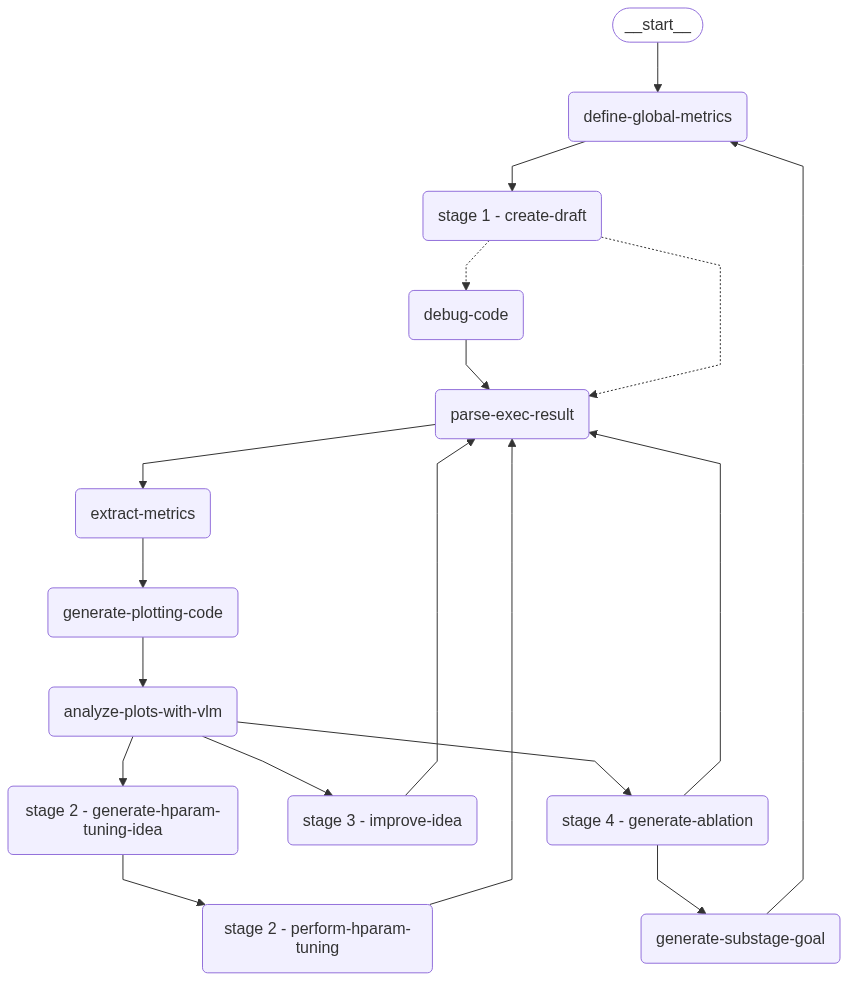 __start__
define-global-metrics
stage 1 - create-draft
debug-code
parse-exec-result
extract-metrics
generate-plotting-code
analyze-plots-with-vlm
stage 2 - generate-hparam-
tuning-idea
stage 3 - improve-idea
stage 4 - generate-ablation
stage 2 - perform-hparam-
tuning
generate-substage-goal